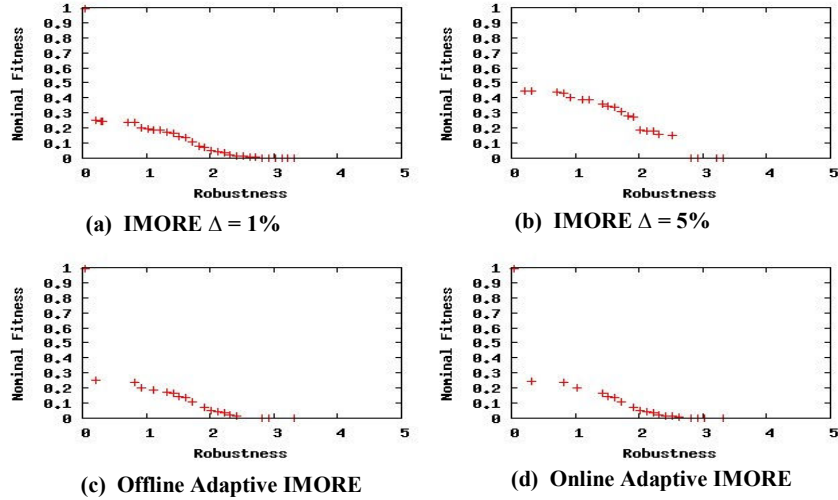 1
0.9
0.8
0.7
0.6
0.5
0.4
0.3
0.2
0.1
0
Nominal Fitness
0 1 2 3 4 5
Robustness
(a) IMORE Δ = 1%
1
0.9
0.8
0.7
0.6
0.5
0.4
0.3
0.2
0.1
0
Nominal Fitness
0 1 2 3 4 5
Robustness
(b) IMORE Δ = 5%
1
0.9
0.8
0.7
0.6
0.5
0.4
0.3
0.2
0.1
0
Nominal Fitness
0 1 2 3 4 5
Robustness
(c) Offline Adaptive IMORE
1
0.9
0.8
0.7
0.6
0.5
0.4
0.3
0.2
0.1
0
Nominal Fitness
0 1 2 3 4 5
Robustness
(d) Online Adaptive IMORE